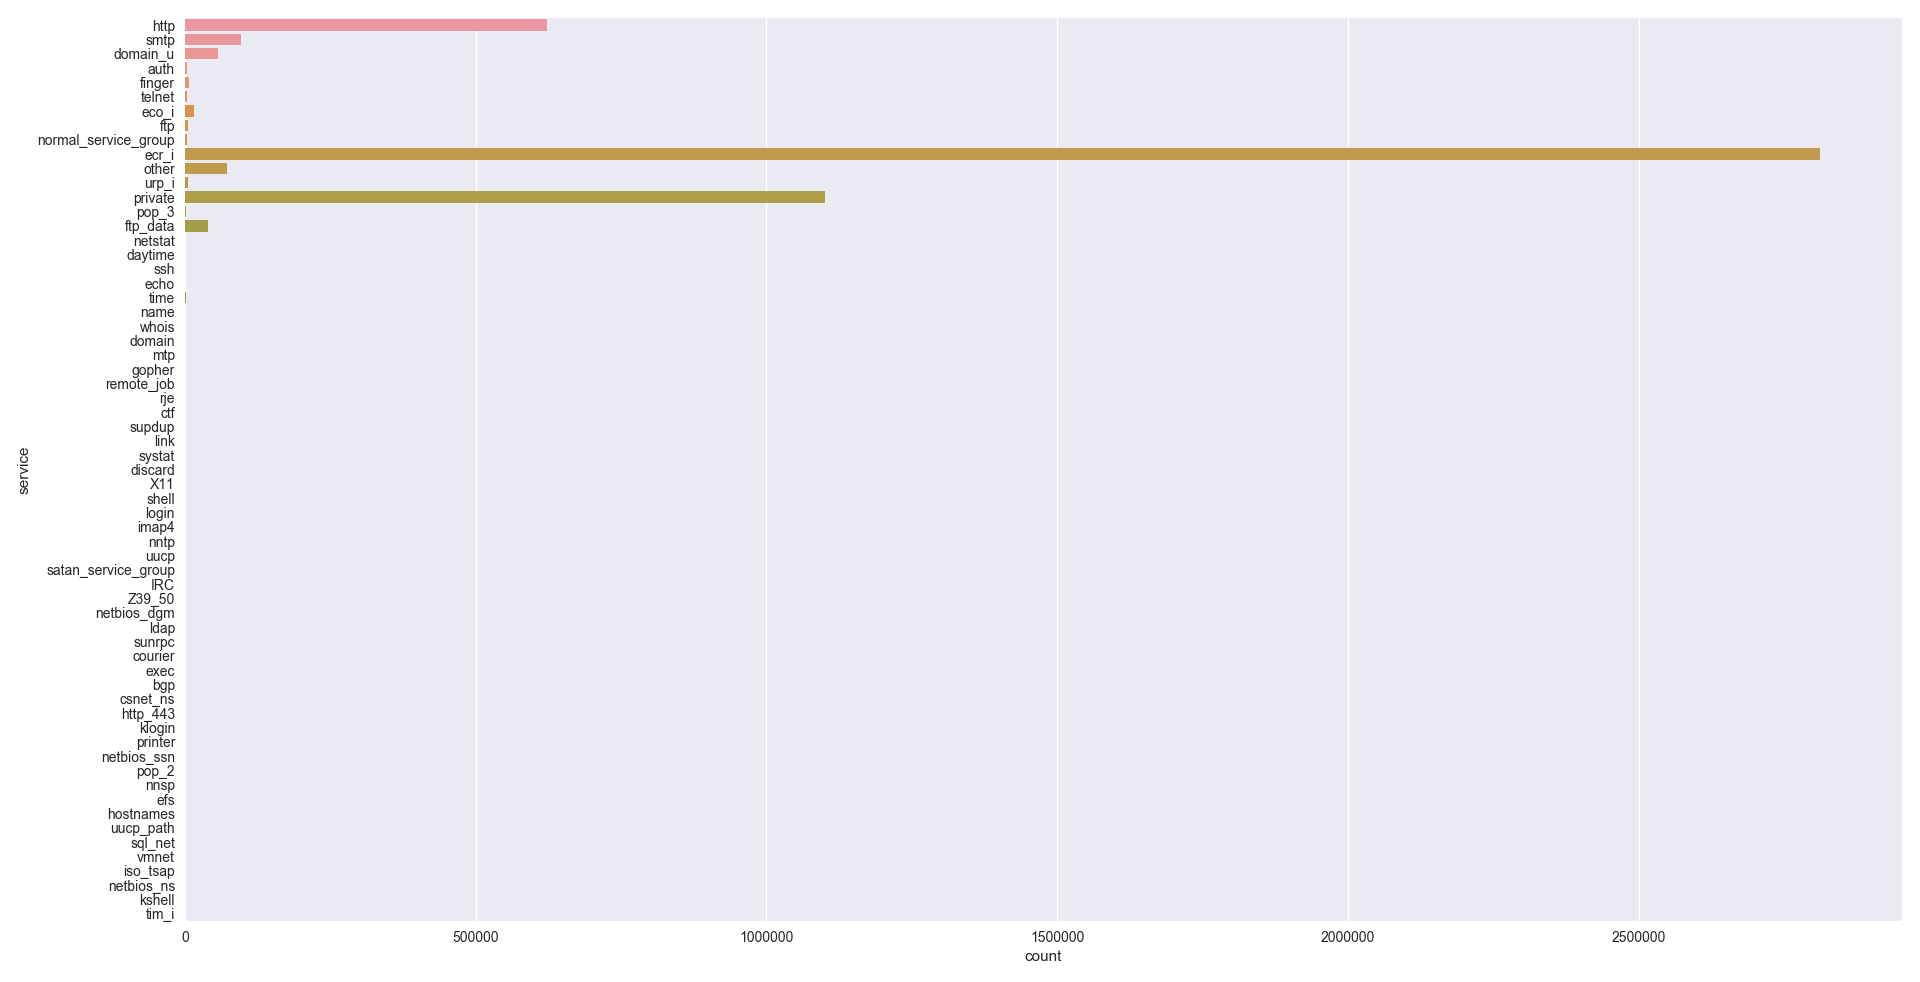 http
smtp
domain_u
auth
finger
telnet
eco_i
ftp
normal_service_group
ecr_i
other
urp_i
private
pop_3
ftp_data
netstat
daytime
ssh
echo
time
name
whois
domain
mtp
gopher
remote_job
rje
ctf
supdup
link
systat
discard
X11
shell
login
imap4
nntp
uucp
satan_service_group
IRC
Z39_50
netbios_dgm
ldap
sunrpc
courier
exec
bgp
csnet_ns
http_443
klogin
printer
netbios_ssn
pop_2
nnsp
efs
hostnames
uucp_path
sql_net
vmnet
iso_tsap
netbios_ns
kshell
tim_i
service
0 500000 1000000 1500000 2000000 2500000
count